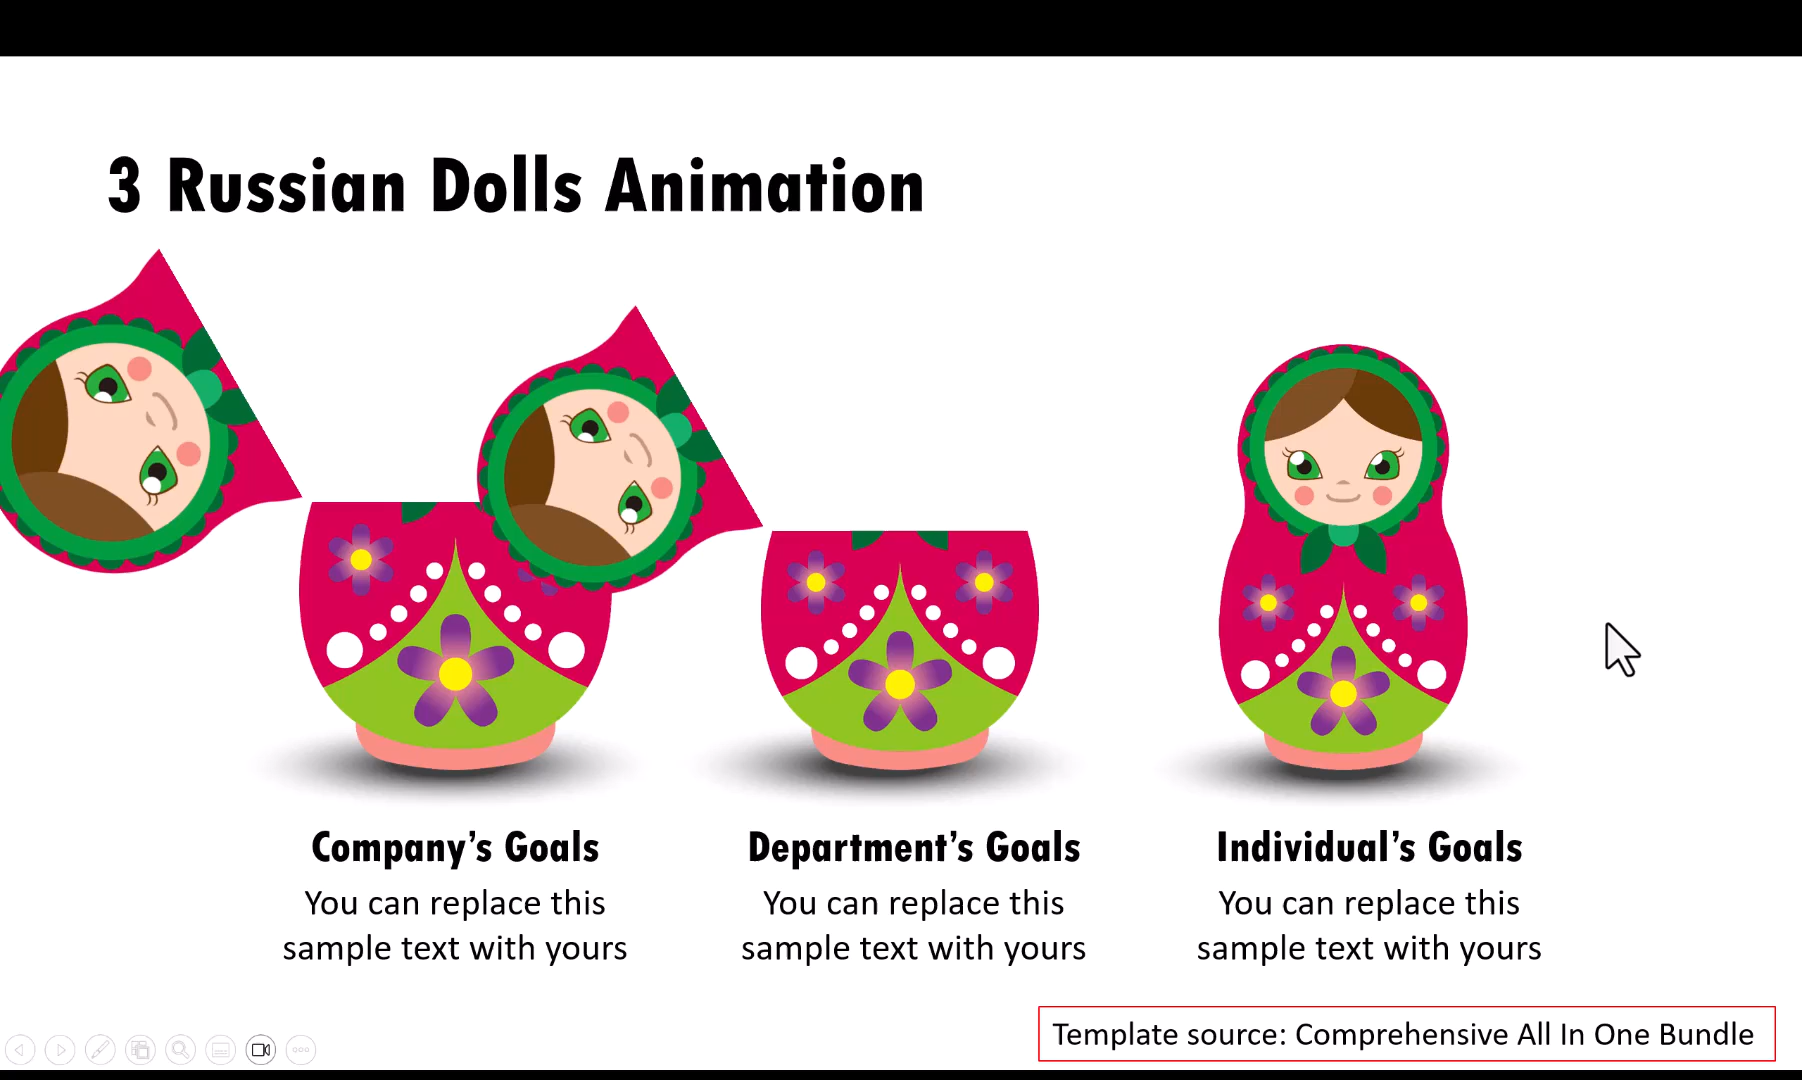 3 Russian Dolls Animation
Company’s Goals
You can replace this
sample text with yours
Department’s Goals
You can replace this
sample text with yours
Individual’s Goals
You can replace this
sample text with yours
Template source: Comprehensive All In One Bundle